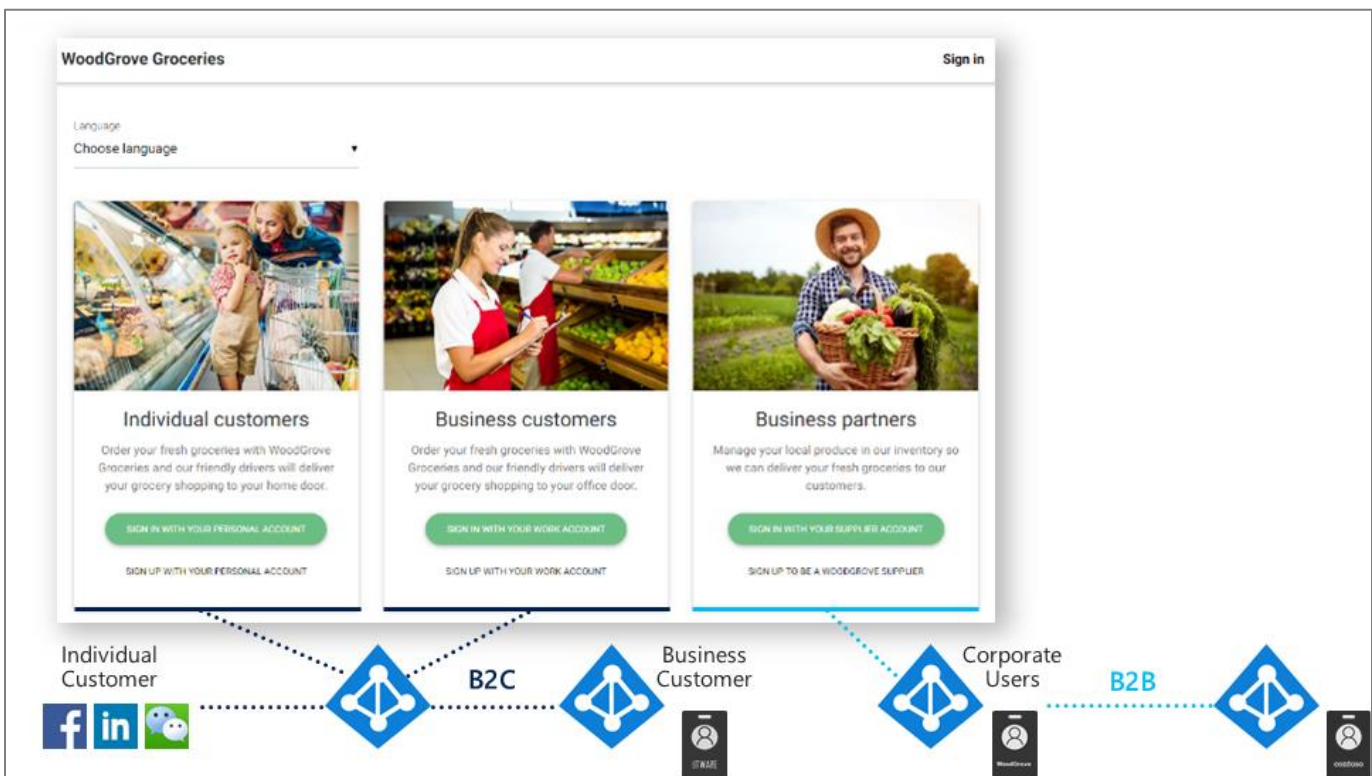 WoodGrove Groceries
Sign in
Language
Choose language
Individual customers
Order your fresh groceries with WoodGrove
Groceries and our friendly drivers will deliver
your grocery shopping to your home door.
SIGN IN WITH YOUR PERSONAL ACCOUNT
SIGN UP WITH YOUR PERSONAL ACCOUNT
Business customers
Order your fresh groceries with WoodGrove
Groceries and our friendly drivers will deliver
your grocery shopping to your office door.
SIGN IN WITH YOUR WORK ACCOUNT
SIGN UP WITH YOUR WORK ACCOUNT
Business partners
Manage your local produce in our inventory so
we can deliver your fresh groceries to our
customers.
SIGN IN WITH YOUR SUPPLIER ACCOUNT
SIGN UP TO BE A WOODGROVE SUPPLIER
Individual
Customer
f
in
B2C
Business
Customer
Corporate
Users
WoodGrove
B2B
contoso